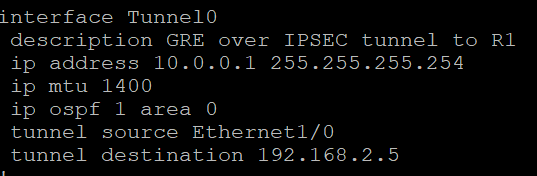 interface Tunnel0
description GRE over IPSEC tunnel to R1
ip address 10.0.0.1 255.255.255.254
ip mtu 1400
ip ospf 1 area 0
tunnel source Ethernet1/0
tunnel destination 192.168.2.5
!